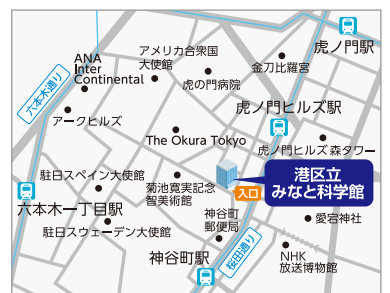 虎ノ門駅
アメリカ合衆国
大使館
ANA
Inter
Continental
金刀比羅宮
虎の門病院
六本木通り
虎ノ門ヒルズ駅
アークヒルズ
The Okura Tokyo
虎ノ門ヒルズ 森タワー
港区立
みなと科学館
入口
駐日スペイン大使館
菊池寛実記念
智美術館
六本木一丁目駅
神谷町
郵便局
愛宕神社
駐日スウェーデン大使館
桜田通り
神谷町駅
NHK
放送博物館